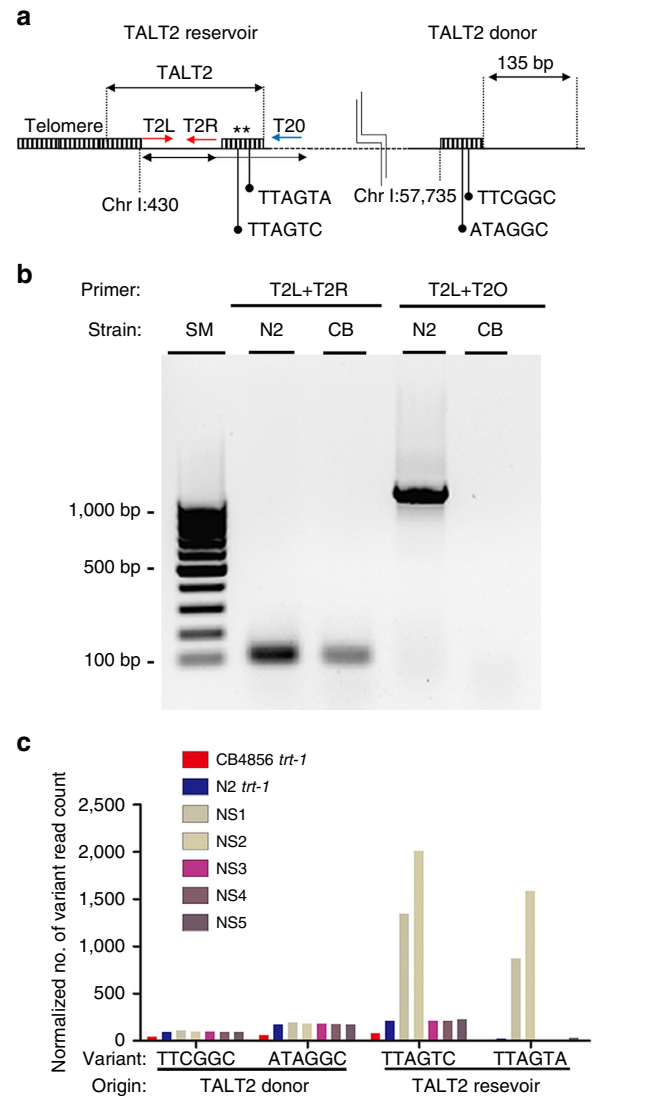 a
TALT2 reservoir TALT2 donor
TALT2 135 bp
Telomere T2L T2R ** T20
Chr I:430 TTAGTA Chr I:57,735 TTCGGC
TTAGTC ATAGGC
b
Primer: T2L+T2R T2L+T2O
Strain: SM N2 CB N2 CB
1,000 bp -
500 bp -
100 bp -
c
CB4856 trt-1
N2 trt-1
NS1
NS2
NS3
NS4
NS5
Normalized no. of variant read count
2,500
2,000
1,500
1,000
500
0
Variant: TTCGGC ATAGGC TTAGTC TTAGTA
Origin: TALT2 donor TALT2 resevoir